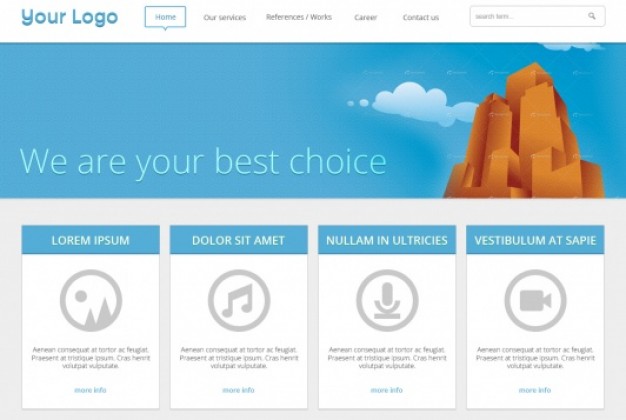 Your Logo
Home
Our services
References / Works
Career
Contact us
search term...
We are your best choice
LOREM IPSUM
Aenean consequat at tortor ac feugiat.
Praesent at tristique ipsum. Cras henrit
volutpat vulputate.
more info
DOLOR SIT AMET
Aenean consequat at tortor ac feugiat.
Praesent at tristique ipsum. Cras henrit
volutpat vulputate.
more info
NULLAM IN ULTRICIES
Aenean consequat at tortor ac feugiat.
Praesent at tristique ipsum. Cras henrit
volutpat vulputate.
more info
VESTIBULUM AT SAPIE
Aenean consequat at tortor ac feugiat.
Praesent at tristique ipsum. Cras henrit
volutpat vulputate.
more info